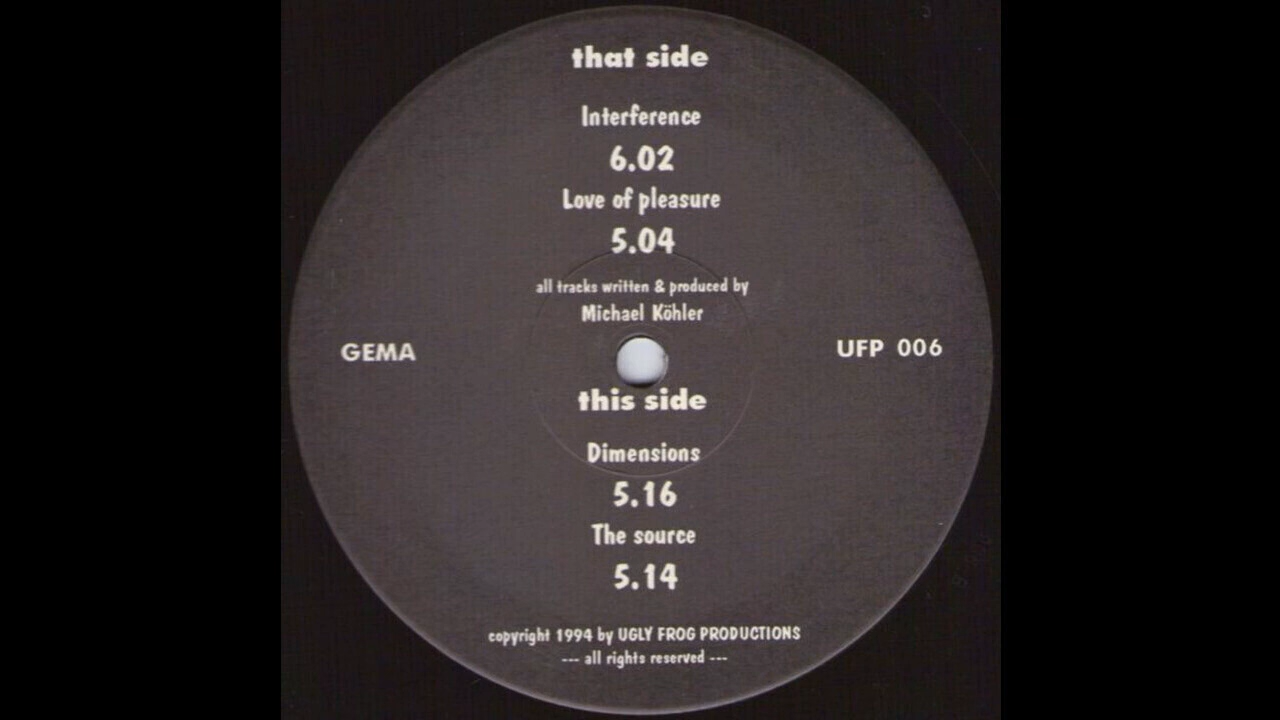 that side
Interference
6.02
Love of pleasure
5.04
all tracks written & produced by
Michael Köhler
GEMA
UFP 006
this side
Dimensions
5.16
The source
5.14
copyright 1994 by UGLY FROG PRODUCTIONS
--- all rights reserved ---